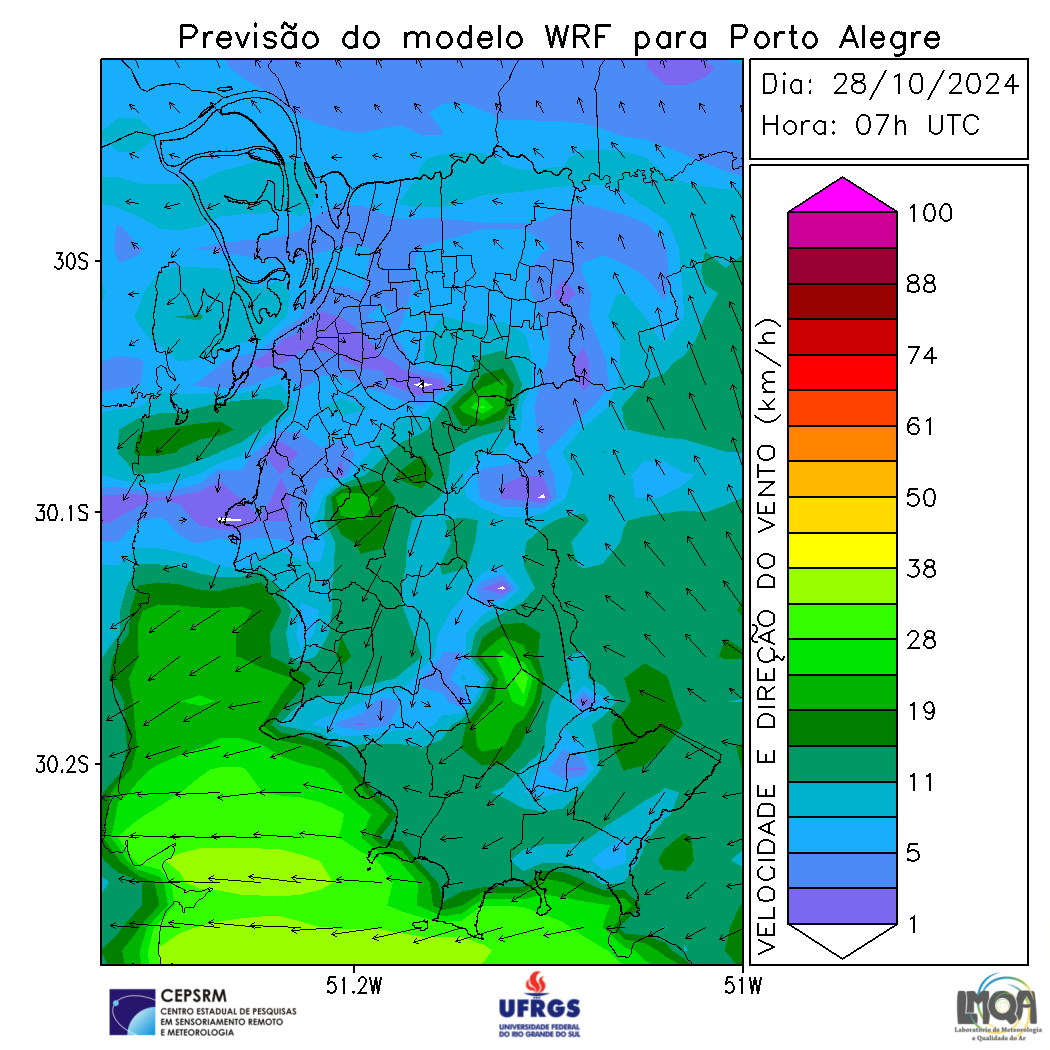 Previsão do modelo WRF para Porto Alegre
Dia: 28/10/2024
Hora: 07h UTC
30S
30.1S
30.2S
51.2W
51W
VELOCIDADE E DIREÇÃO DO VENTO (km/h)
100
88
74
61
50
38
28
19
11
5
1
CEPSRM
CENTRO ESTADUAL DE PESQUISAS
EM SENSORIAMENTO REMOTO
E METEOROLOGIA
UFRGS
UNIVERSIDADE FEDERAL
DO RIO GRANDE DO SUL
LMQA
Laboratório de Meteorologia
e Qualidade do Ar